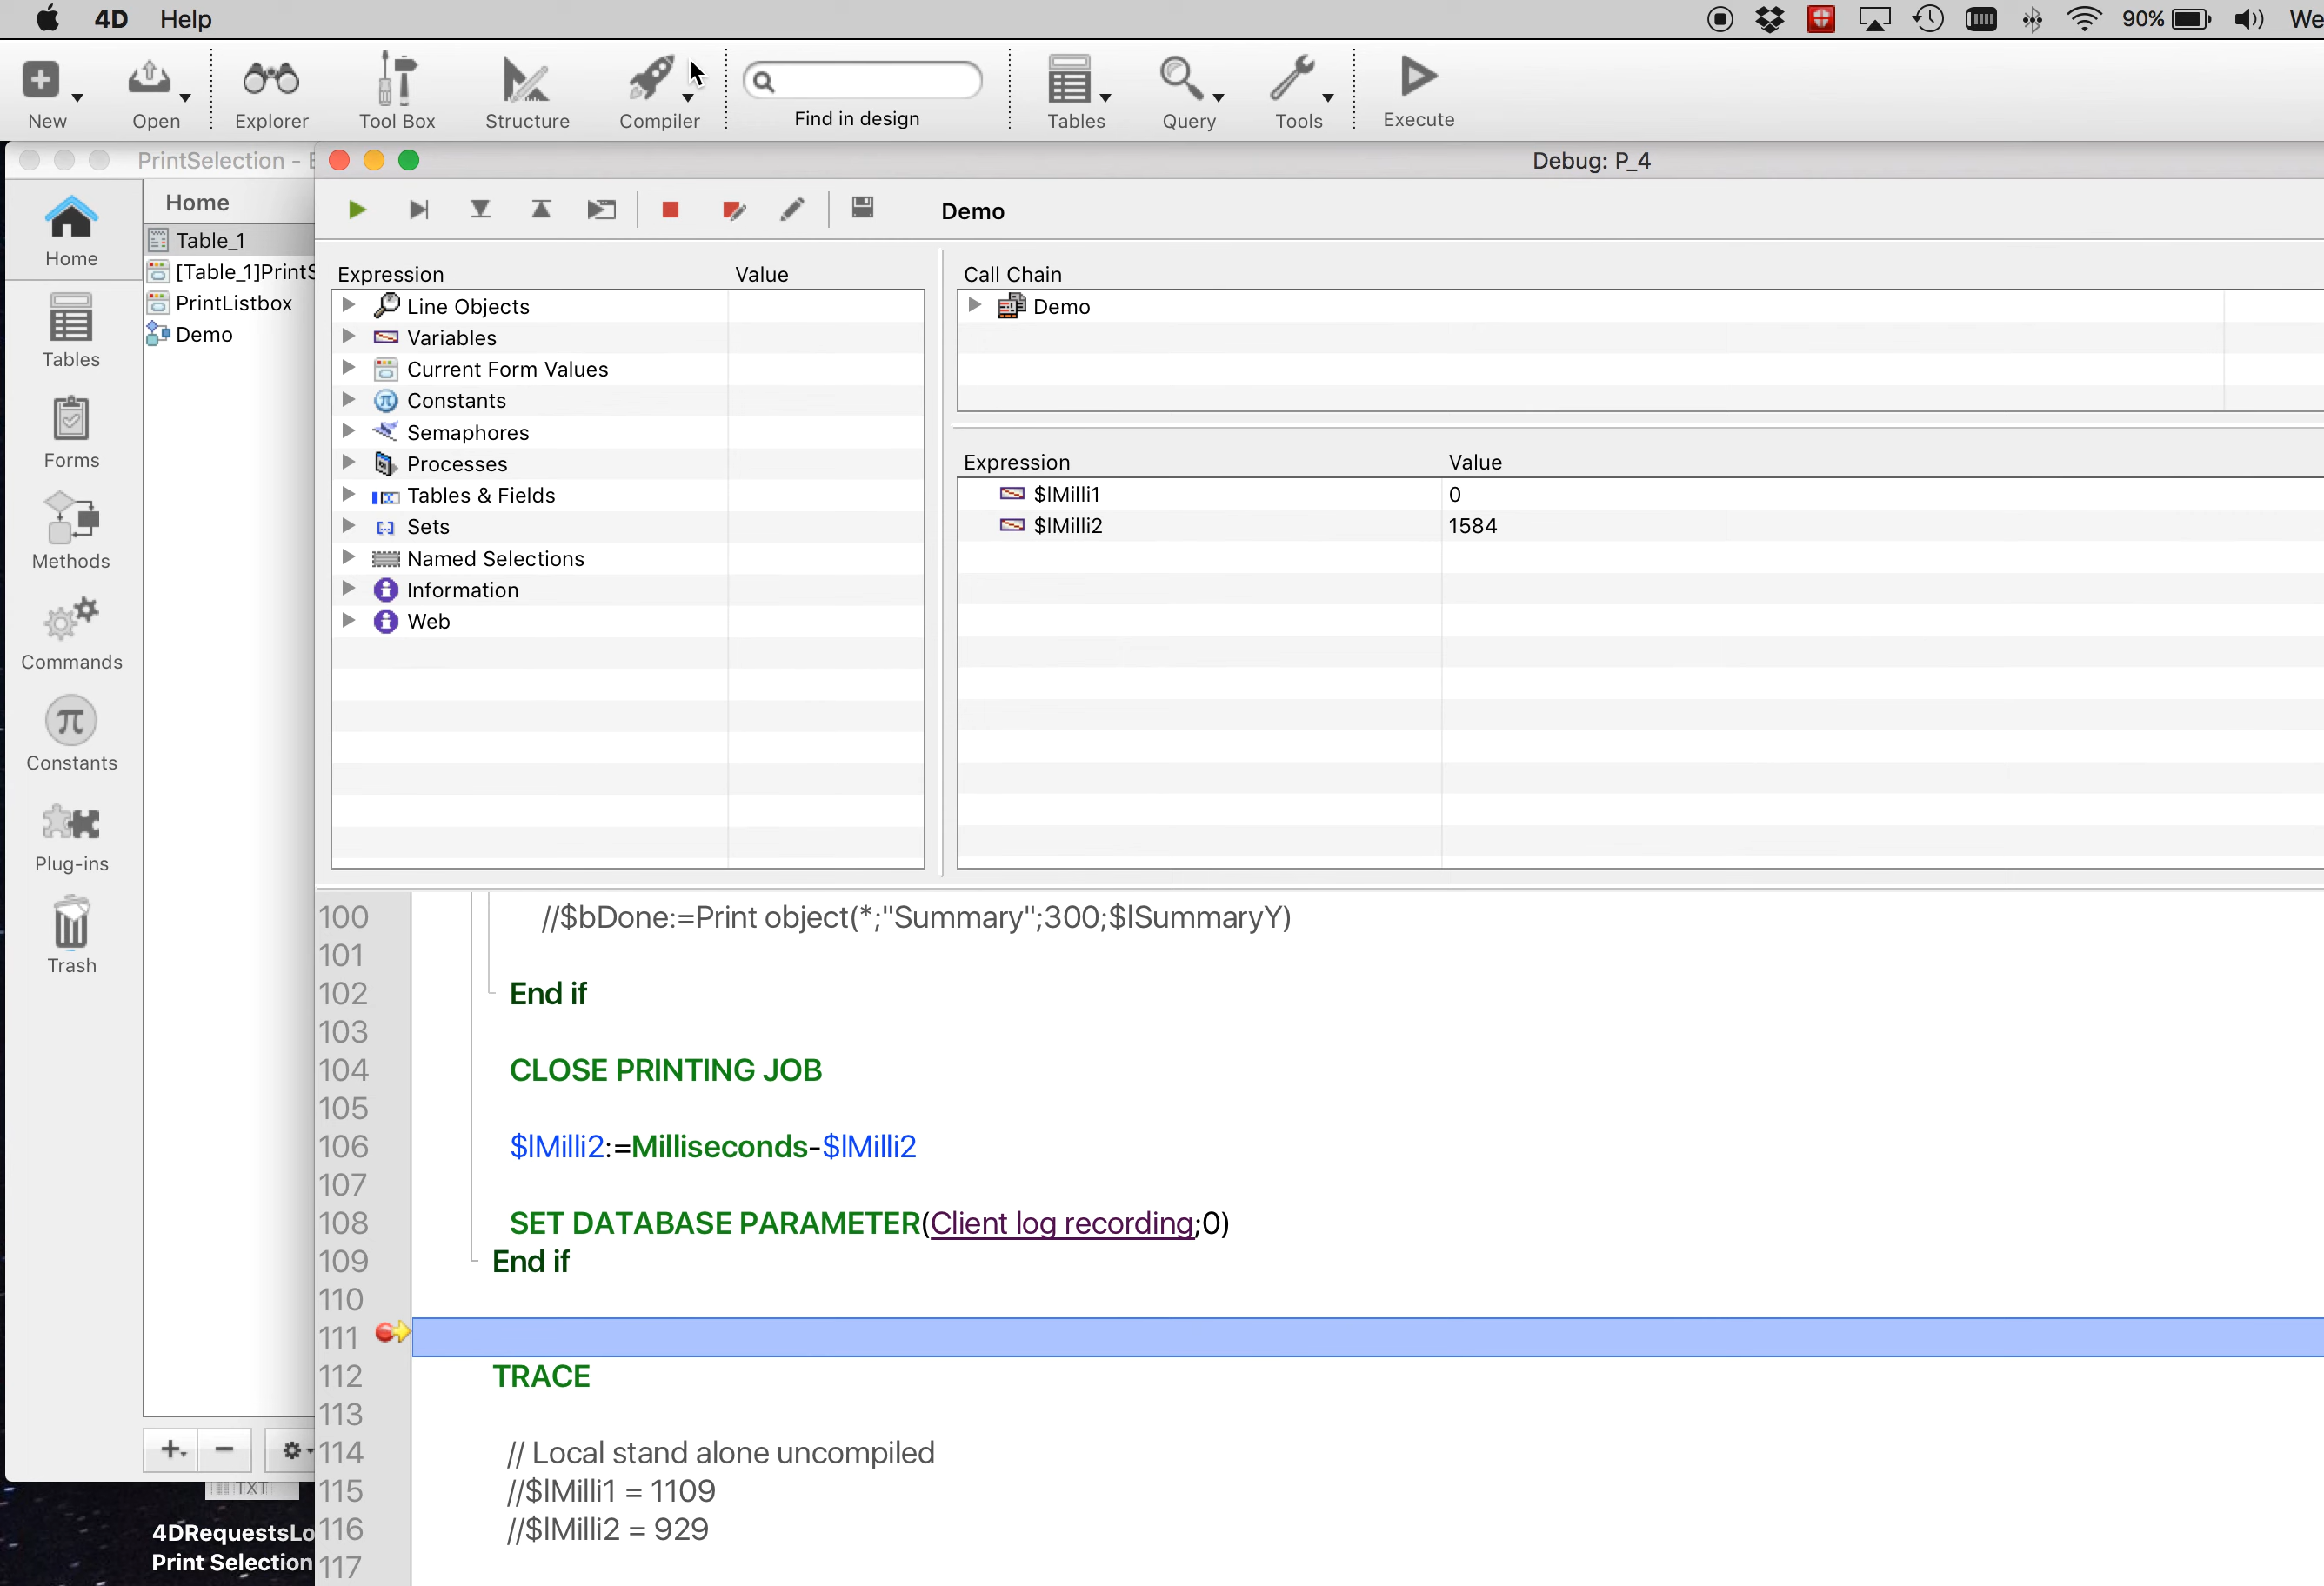 4D Help 90% We
New Open Explorer Tool Box Structure Compiler Find in design Tables Query Tools Execute
PrintSelection - E
Debug: P_4
Home
Table_1
[Table_1]PrintS
PrintListbox
Demo
Home
Tables
Forms
Methods
Commands
Constants
Plug-ins
Trash
Demo
Expression Value
Line Objects
Variables
Current Form Values
Constants
Semaphores
Processes
Tables & Fields
Sets
Named Selections
Information
Web
Call Chain
Demo
Expression Value
$lMilli1 0
$lMilli2 1584
100 //$bDone:=Print object(*;"Summary";300;$lSummaryY)
101
102 End if
103
104 CLOSE PRINTING JOB
105
106 $lMilli2:=Milliseconds-$lMilli2
107
108 SET DATABASE PARAMETER(Client log recording;0)
109 End if
110
111
112 TRACE
113
114 // Local stand alone uncompiled
115 //$lMilli1 = 1109
116 //$lMilli2 = 929
117
TXT
4DRequestsLo
Print Selection